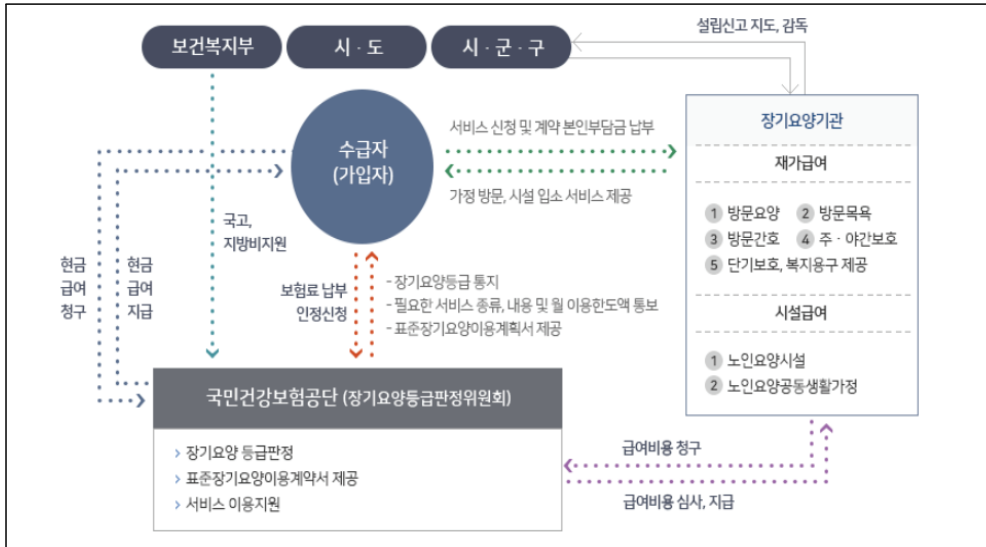 보건복지부
시 · 도
시 · 군 · 구
설립신고 지도, 감독
수급자
(가입자)
서비스 신청 및 계약 본인부담금 납부
가정 방문, 시설 입소 서비스 제공
장기요양기관
재가급여
1 방문요양 2 방문목욕
3 방문간호 4 주 · 야간보호
5 단기보호, 복지용구 제공
시설급여
1 노인요양시설
2 노인요양공동생활가정
현금
급여
청구
현금
급여
지급
국고,
지방비지원
보험료 납부
인정신청
- 장기요양등급 통지
- 필요한 서비스 종류, 내용 및 월 이용한도액 통보
- 표준장기요양이용계획서 제공
국민건강보험공단 (장기요양등급판정위원회)
> 장기요양 등급판정
> 표준장기요양이용계약서 제공
> 서비스 이용지원
급여비용 청구
급여비용 심사, 지급